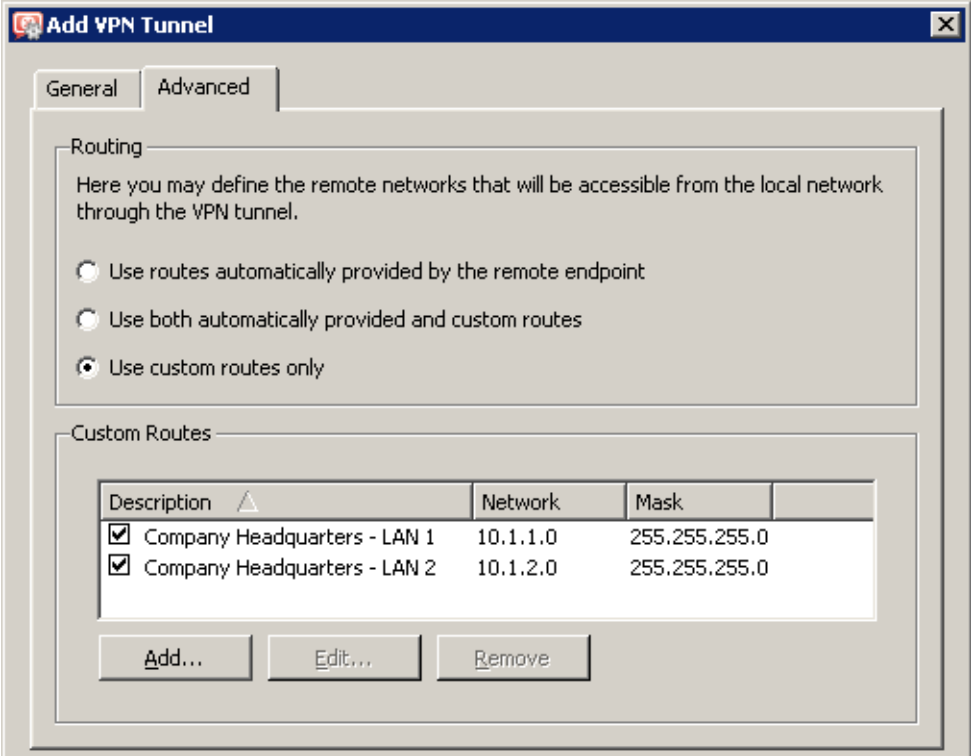 Add VPN Tunnel
General Advanced
Routing
Here you may define the remote networks that will be accessible from the local network
through the VPN tunnel.
Use routes automatically provided by the remote endpoint
Use both automatically provided and custom routes
Use custom routes only
Custom Routes
Description Network Mask
Company Headquarters - LAN 1 10.1.1.0 255.255.255.0
Company Headquarters - LAN 2 10.1.2.0 255.255.255.0
Add... Edit... Remove